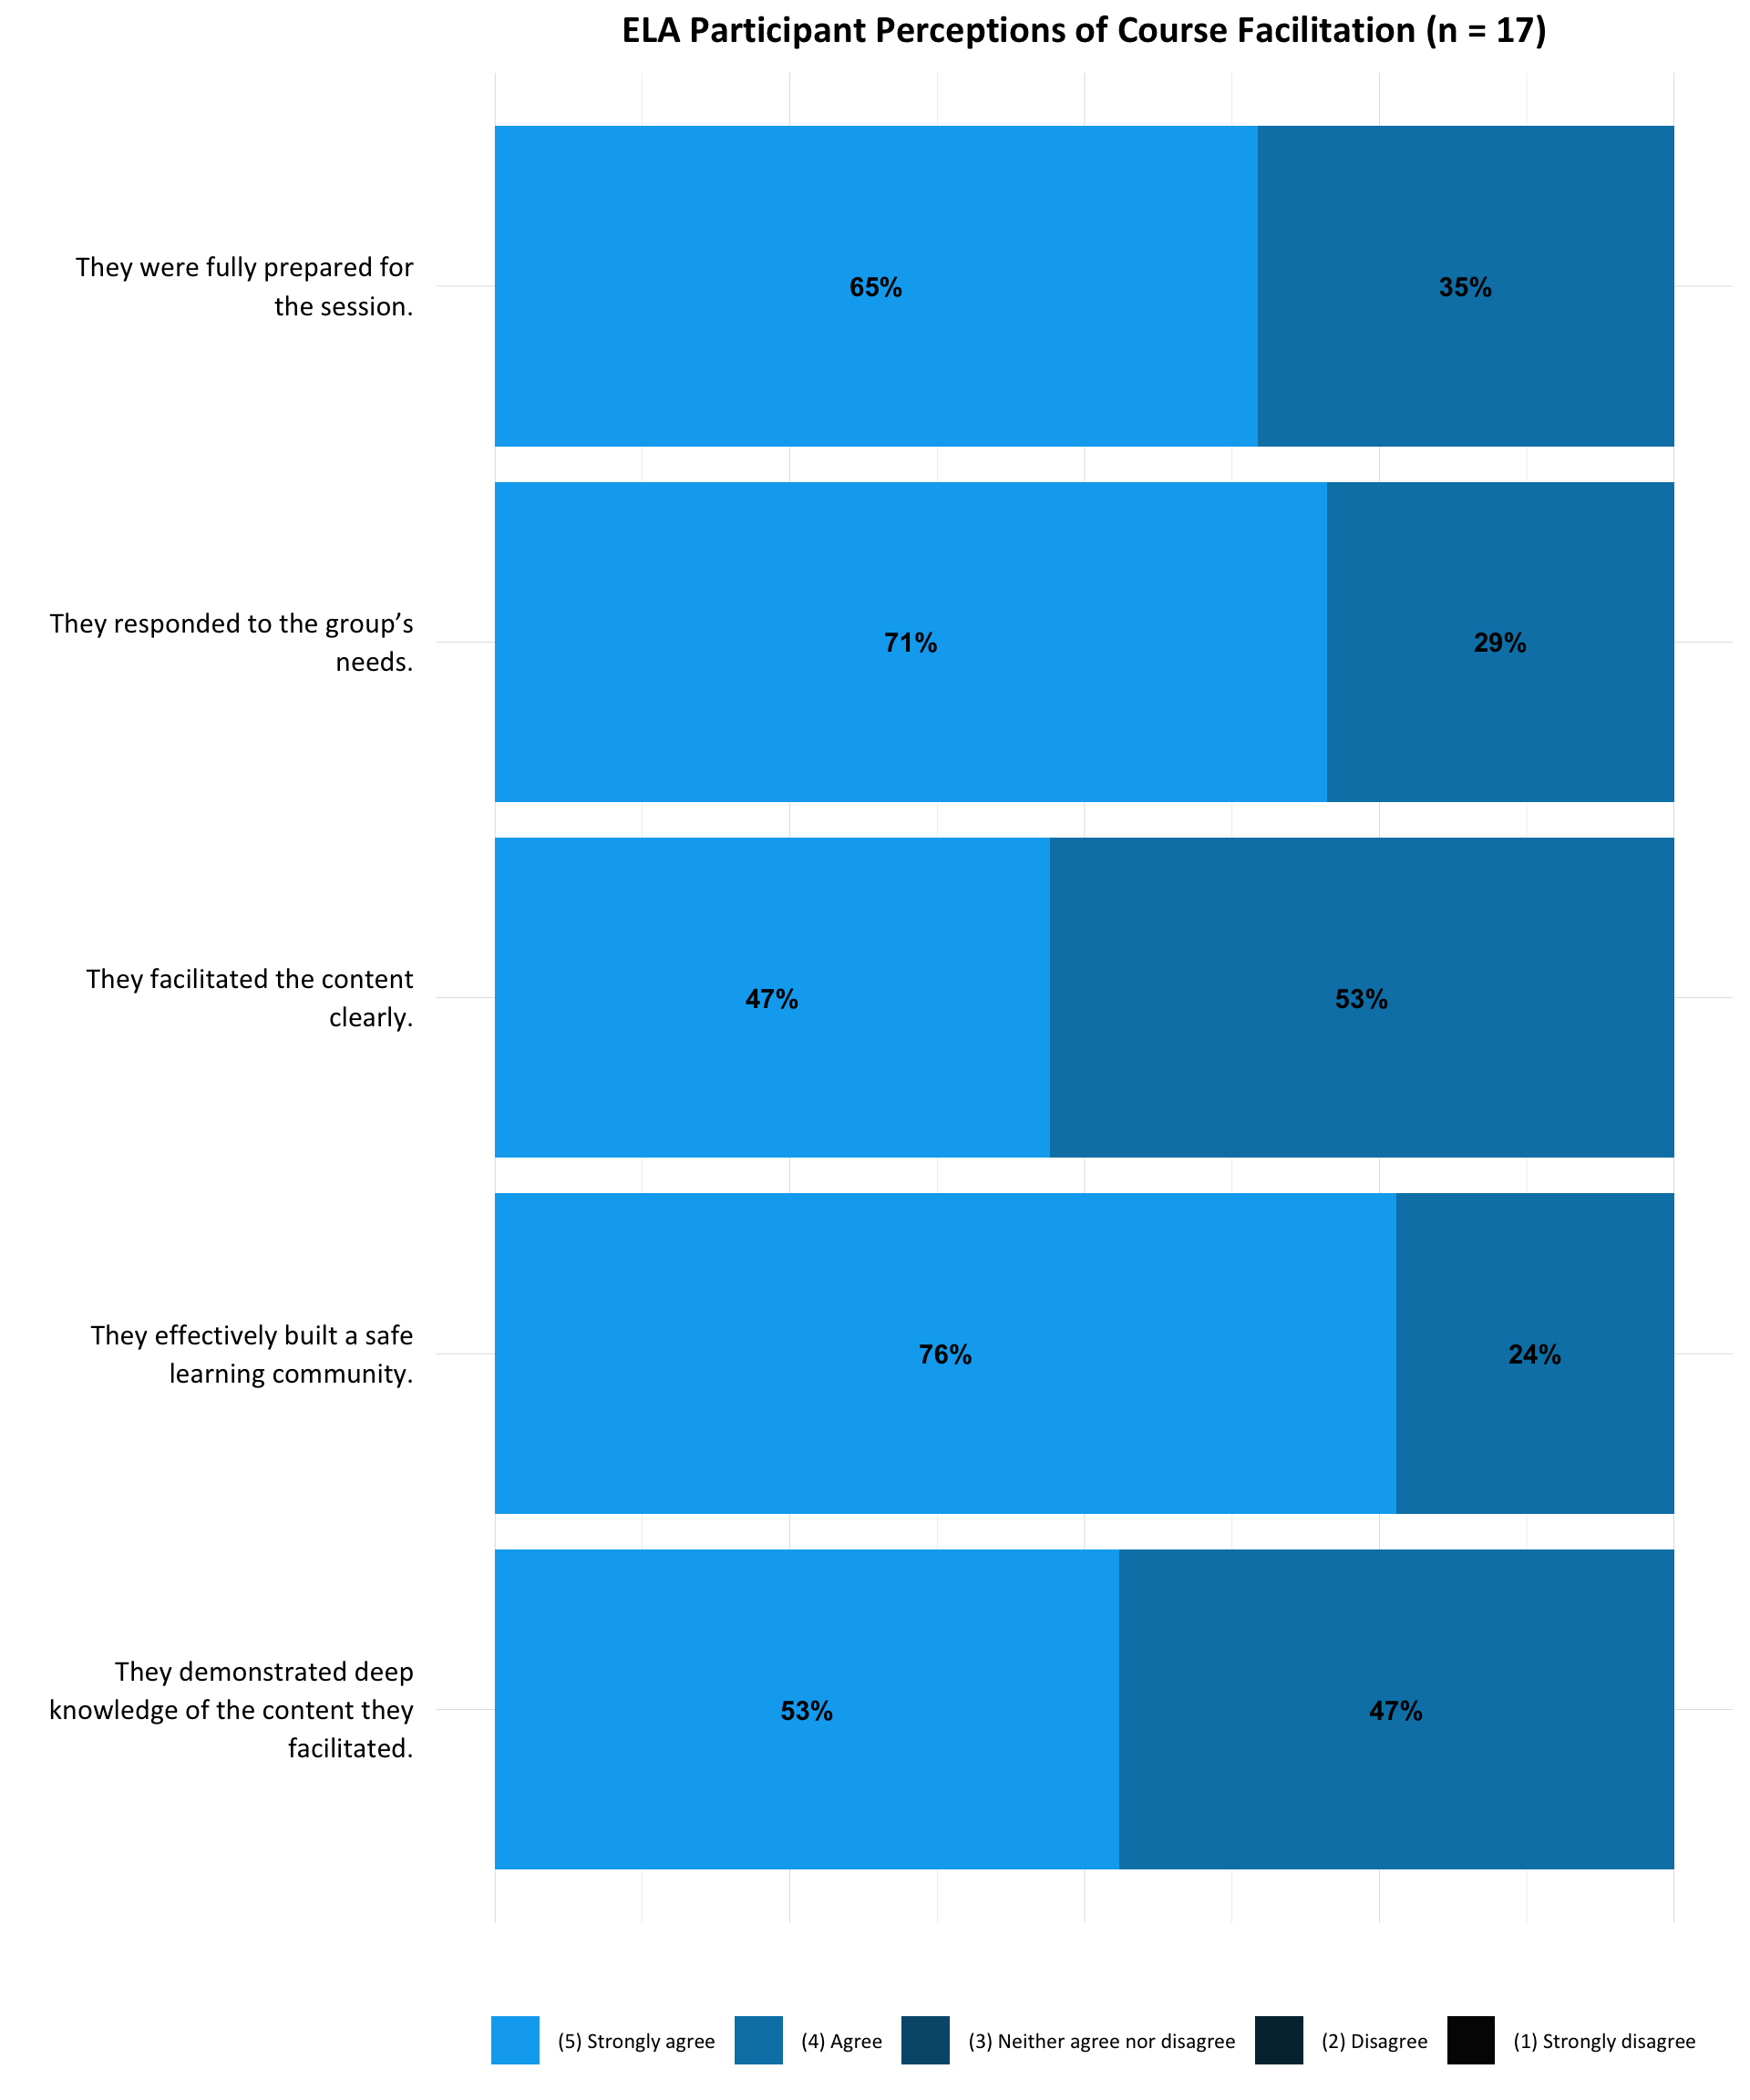 ELA Participant Perceptions of Course Facilitation (n = 17)
They were fully prepared for
the session.
65%
35%
They responded to the group’s
needs.
71%
29%
They facilitated the content
clearly.
47%
53%
They effectively built a safe
learning community.
76%
24%
They demonstrated deep
knowledge of the content they
facilitated.
53%
47%
(5) Strongly agree
(4) Agree
(3) Neither agree nor disagree
(2) Disagree
(1) Strongly disagree